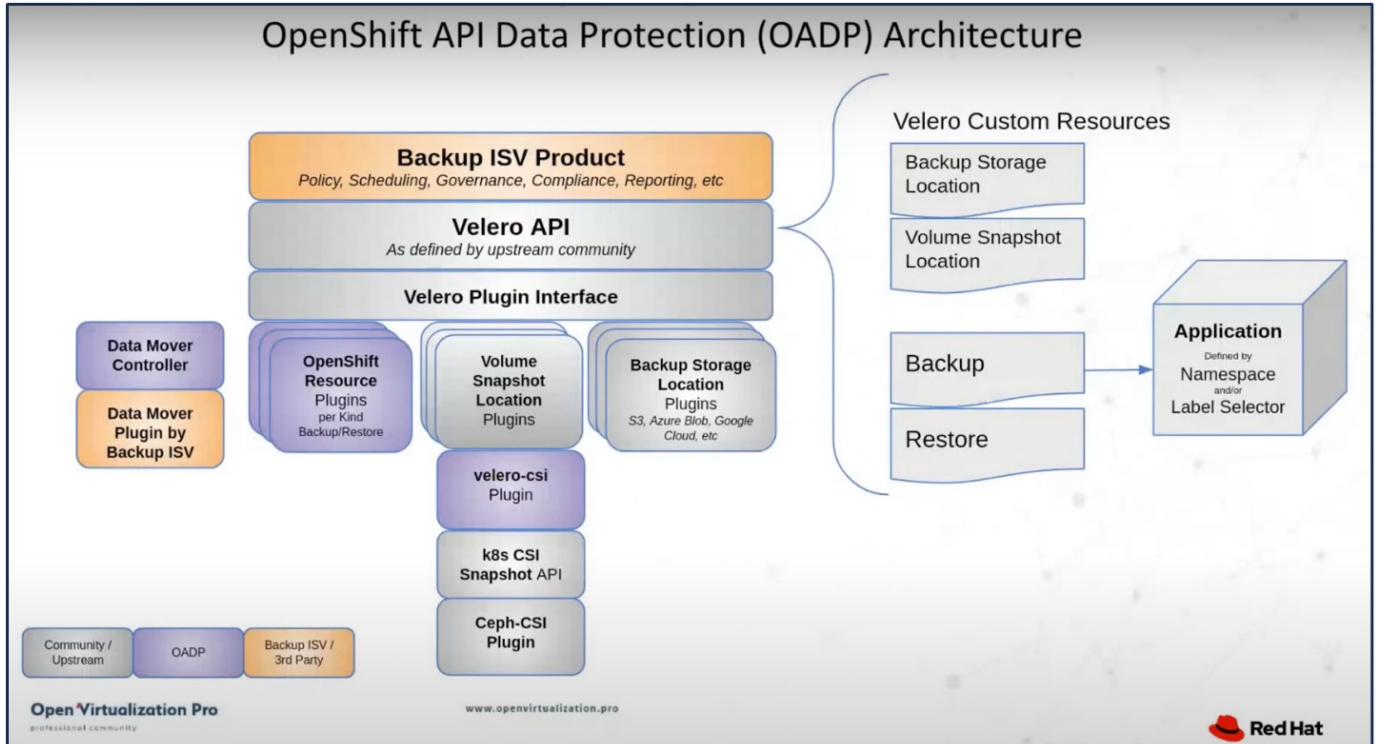 OpenShift API Data Protection (OADP) Architecture
Backup ISV Product
Policy, Scheduling, Governance, Compliance, Reporting, etc
Velero API
As defined by upstream community
Velero Plugin Interface
Data Mover
Controller
Data Mover
Plugin by
Backup ISV
OpenShift
Resource
Plugins
per Kind
Backup/Restore
Volume
Snapshot
Location
Plugins
Backup Storage
Location
Plugins
S3, Azure Blob, Google
Cloud, etc
velero-csi
Plugin
k8s CSI
Snapshot API
Ceph-CSI
Plugin
Velero Custom Resources
Backup Storage
Location
Volume Snapshot
Location
Backup
Restore
Application
Defined by
Namespace
and/or
Label Selector
Community /
Upstream
OADP
Backup ISV /
3rd Party
Open Virtualization Pro
professional community
www.openvirtualization.pro
Red Hat